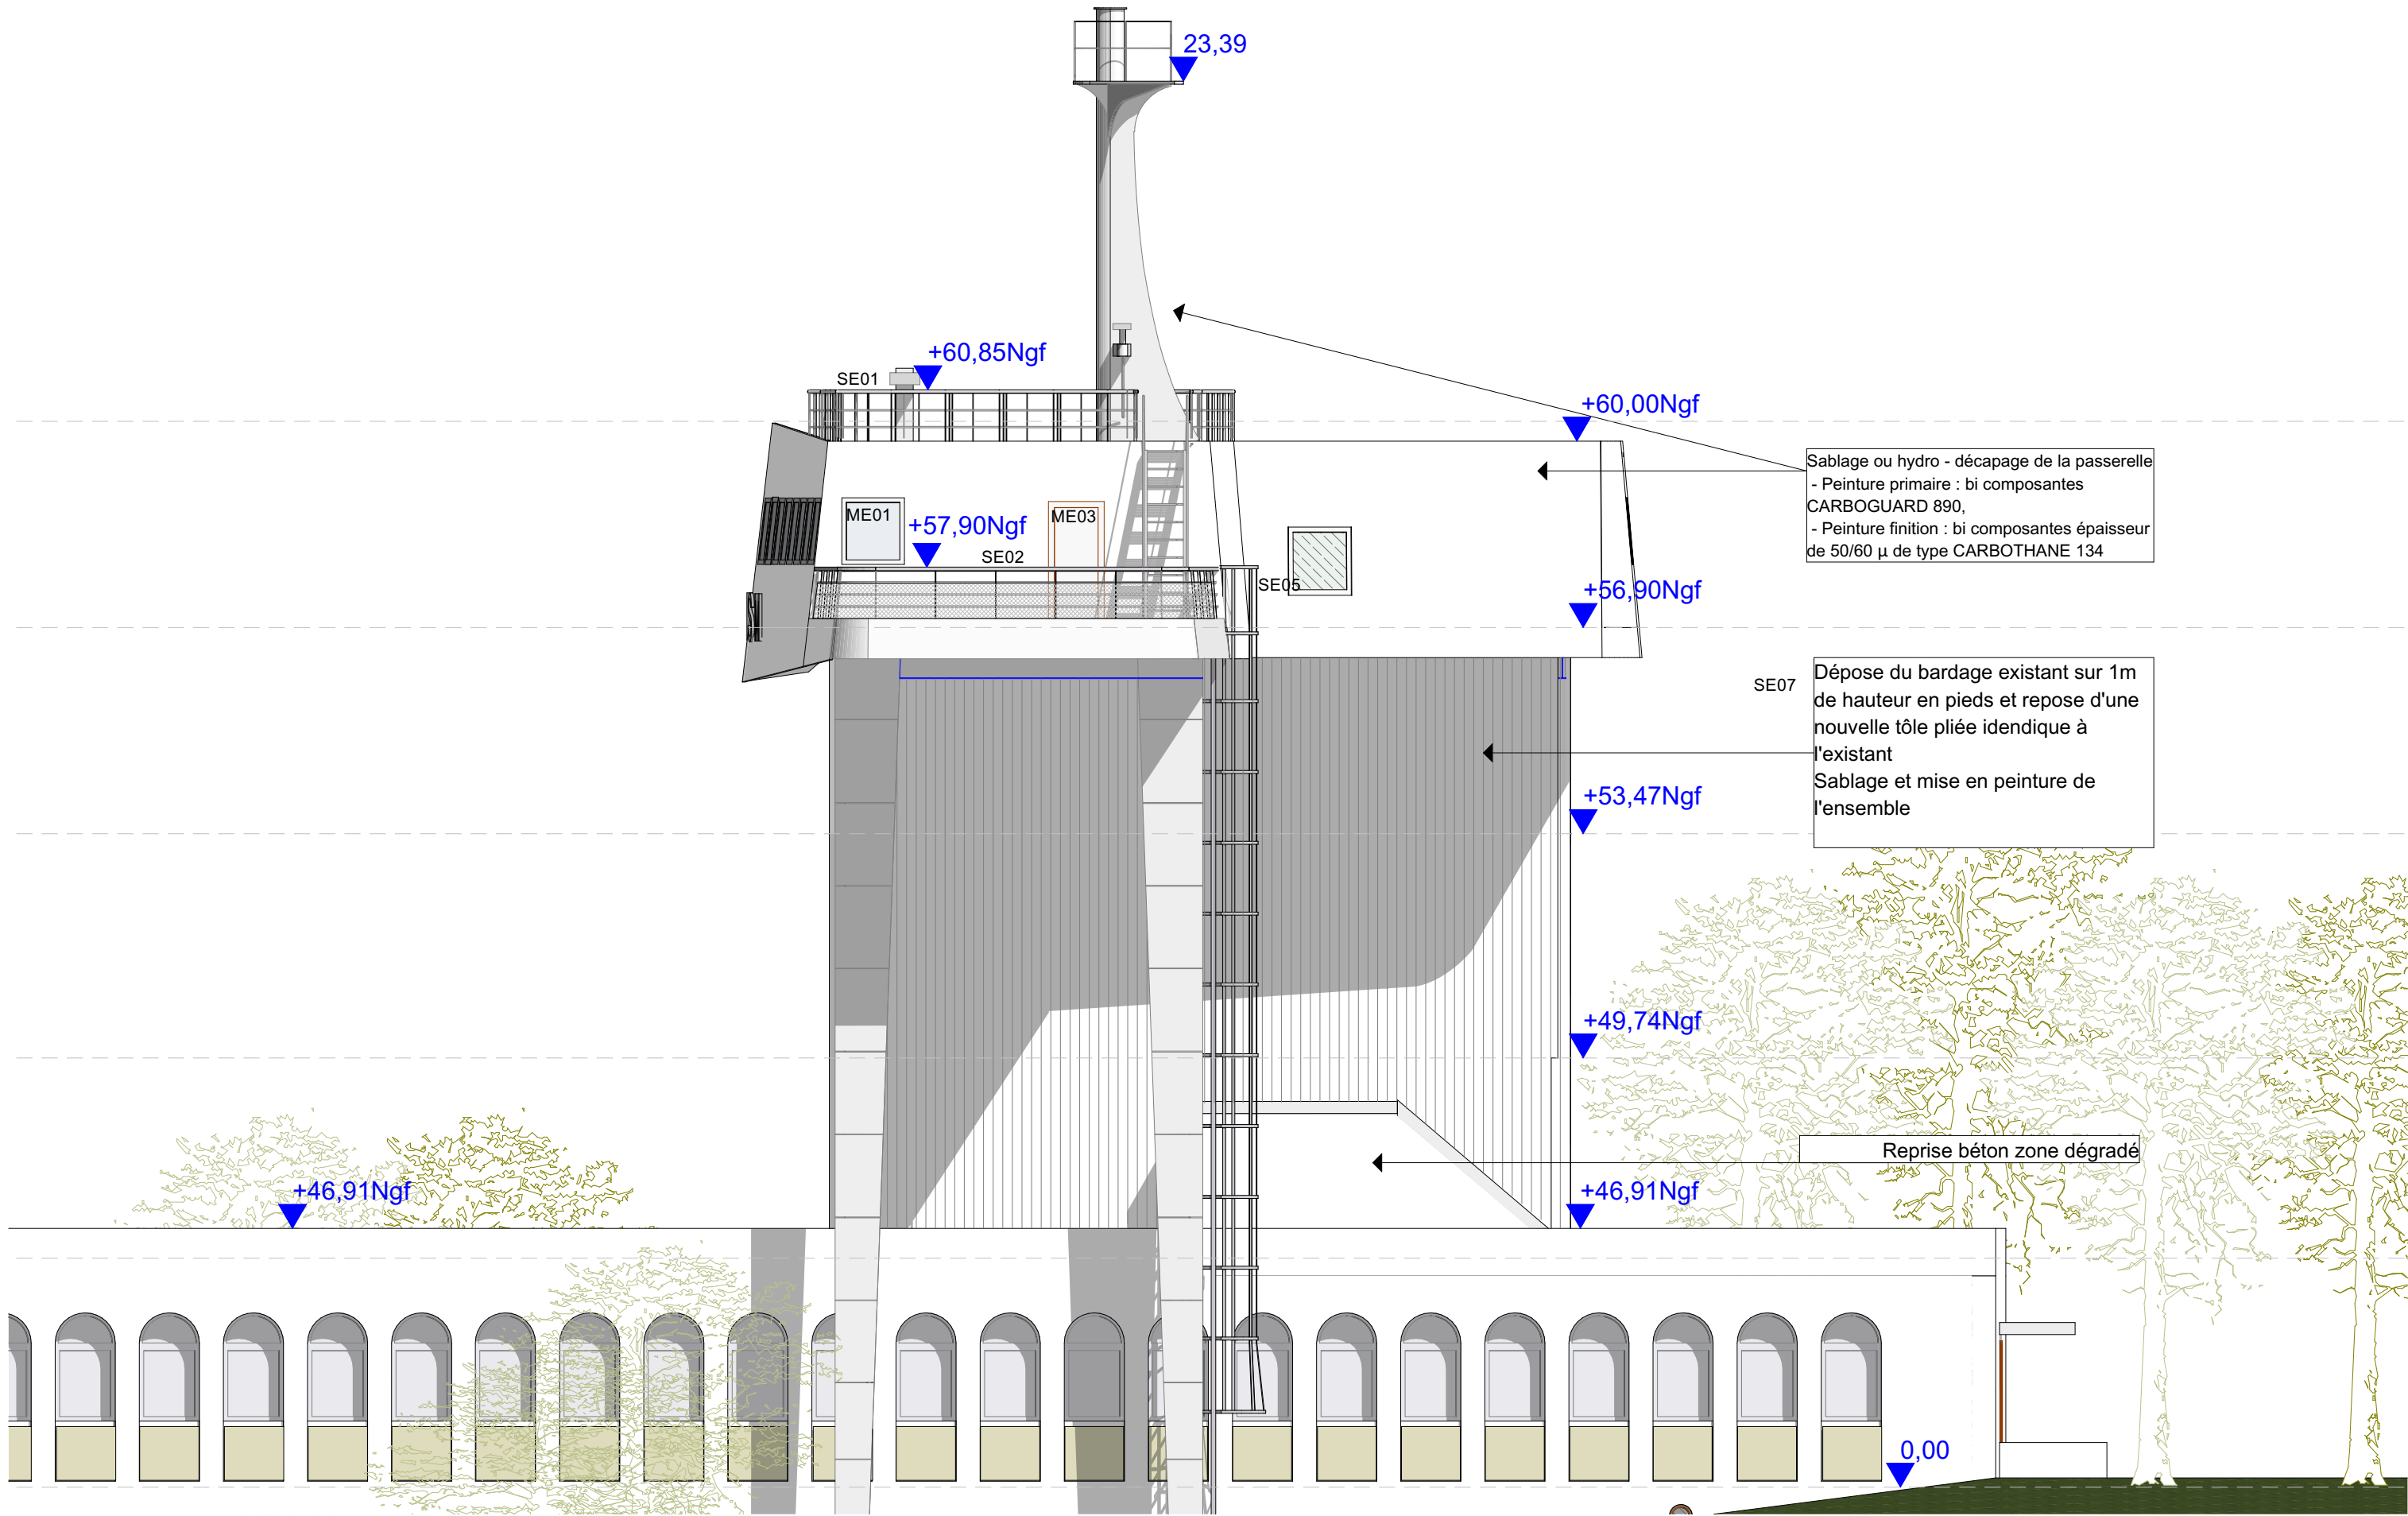 23,39
+60,85Ngf
SE01
+60,00Ngf
Sablage ou hydro - décapage de la passerelle
- Peinture primaire : bi composantes
CARBOGUARD 890,
- Peinture finition : bi composantes épaisseur
de 50/60 µ de type CARBOTHANE 134
ME01
+57,90Ngf
ME03
SE02
SE05
+56,90Ngf
SE07
Dépose du bardage existant sur 1m
de hauteur en pieds et repose d'une
nouvelle tôle pliée idendique à
l'existant
Sablage et mise en peinture de
l'ensemble
+53,47Ngf
+49,74Ngf
Reprise béton zone dégradé
+46,91Ngf
+46,91Ngf
0,00